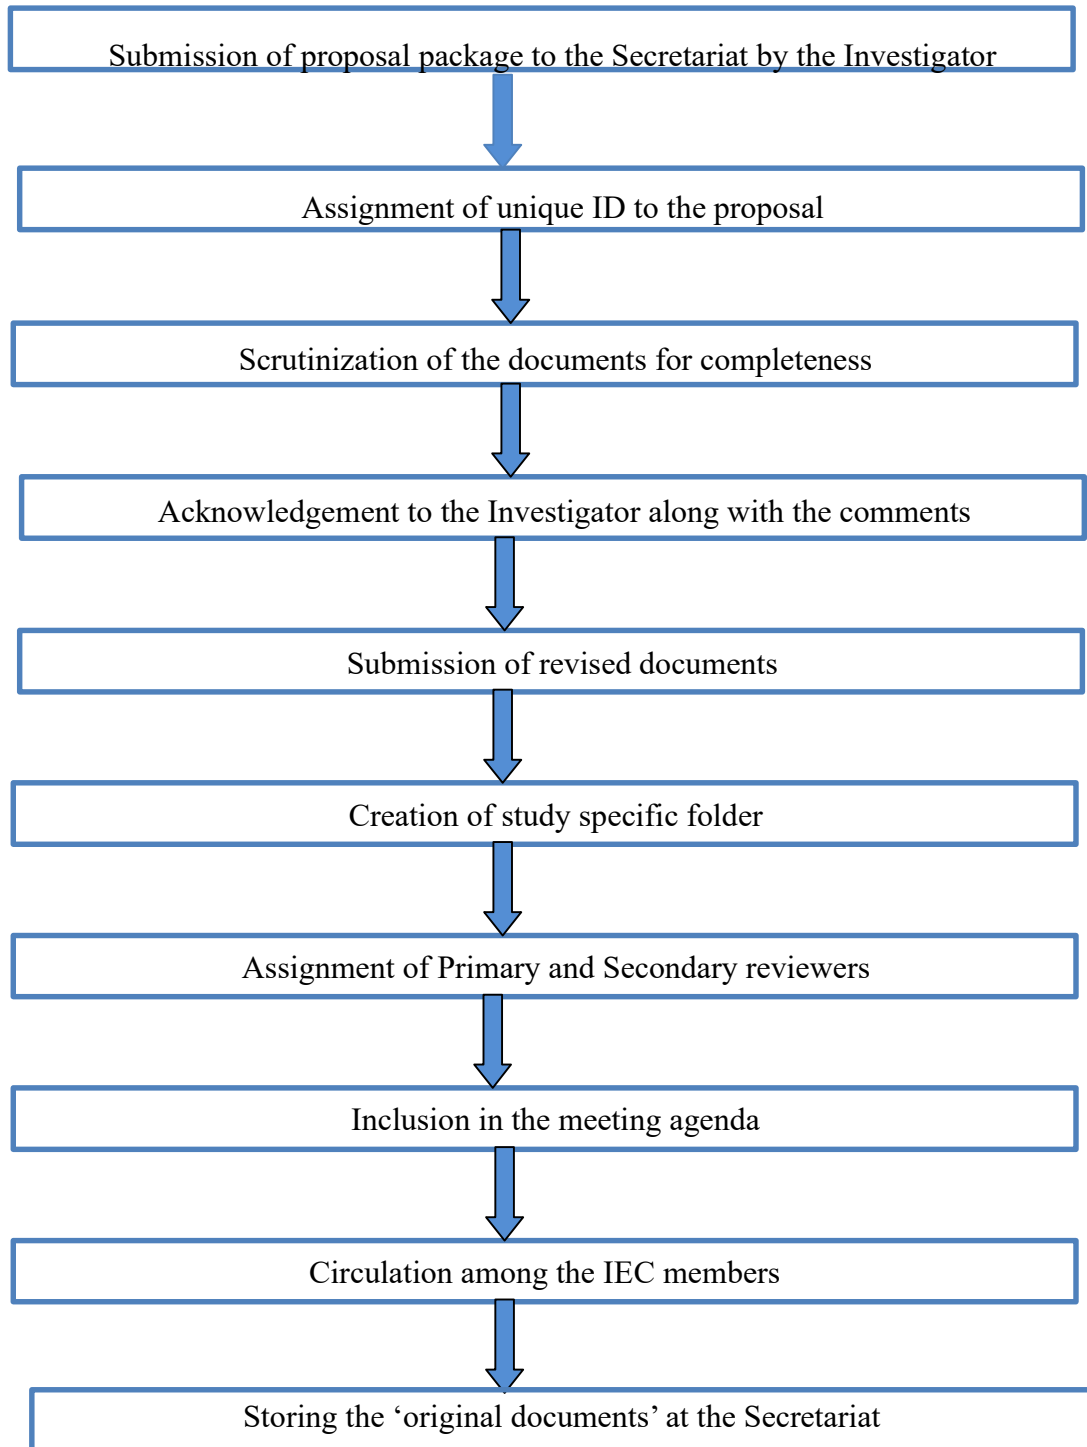 Submission of proposal package to the Secretariat by the Investigator
Assignment of unique ID to the proposal
Scrutinization of the documents for completeness
Acknowledgement to the Investigator along with the comments
Submission of revised documents
Creation of study specific folder
Assignment of Primary and Secondary reviewers
Inclusion in the meeting agenda
Circulation among the IEC members
Storing the ‘original documents’ at the Secretariat